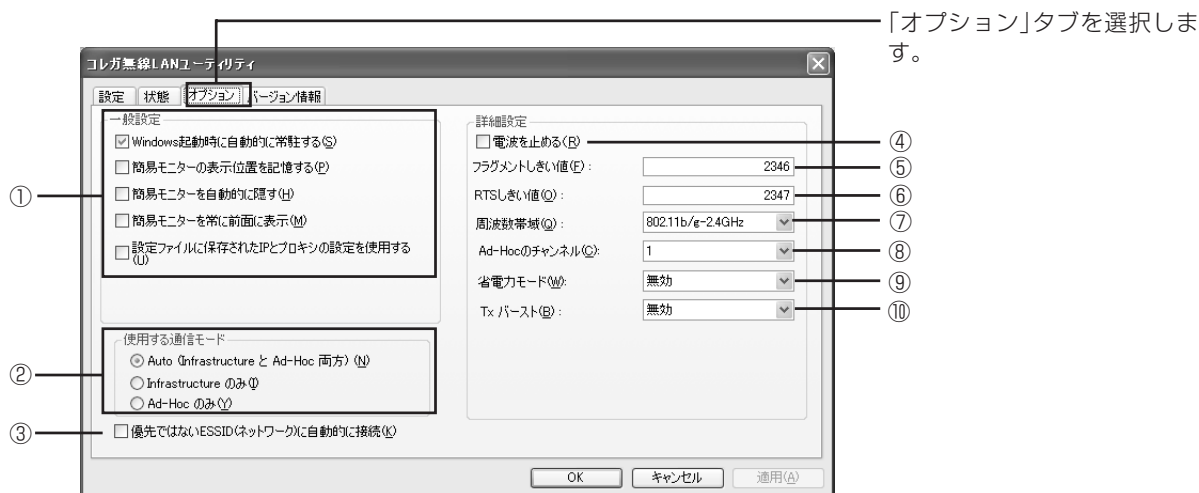 「オプション」タブを選択しま
す。
コレガ無線LANユーティリティ
設定 状態 オプション バージョン情報
一般設定
Windows起動時に自動的に常駐する(S)
簡易モニターの表示位置を記憶する(P)
簡易モニターを自動的に隠す(H)
簡易モニターを常に前面に表示(M)
設定ファイルに保存されたIPとプロキシの設定を使用する
(U)
①
使用する通信モード
Auto (Infrastructure と Ad-Hoc 両方) (N)
Infrastructure のみ(I)
Ad-Hoc のみ(Y)
②
③ 優先ではないESSID(ネットワーク)に自動的に接続(K)
詳細設定
電波を止める(R) ④
フラグメントしきい値(F) : 2346 ⑤
RTSしきい値(O) : 2347 ⑥
周波数帯域(Q) : 802.11b/g-2.4GHz ⑦
Ad-Hocのチャンネル(C): 1 ⑧
省電力モード(W): 無効 ⑨
Tx バースト(B) : 無効 ⑩
OK キャンセル 適用(A)